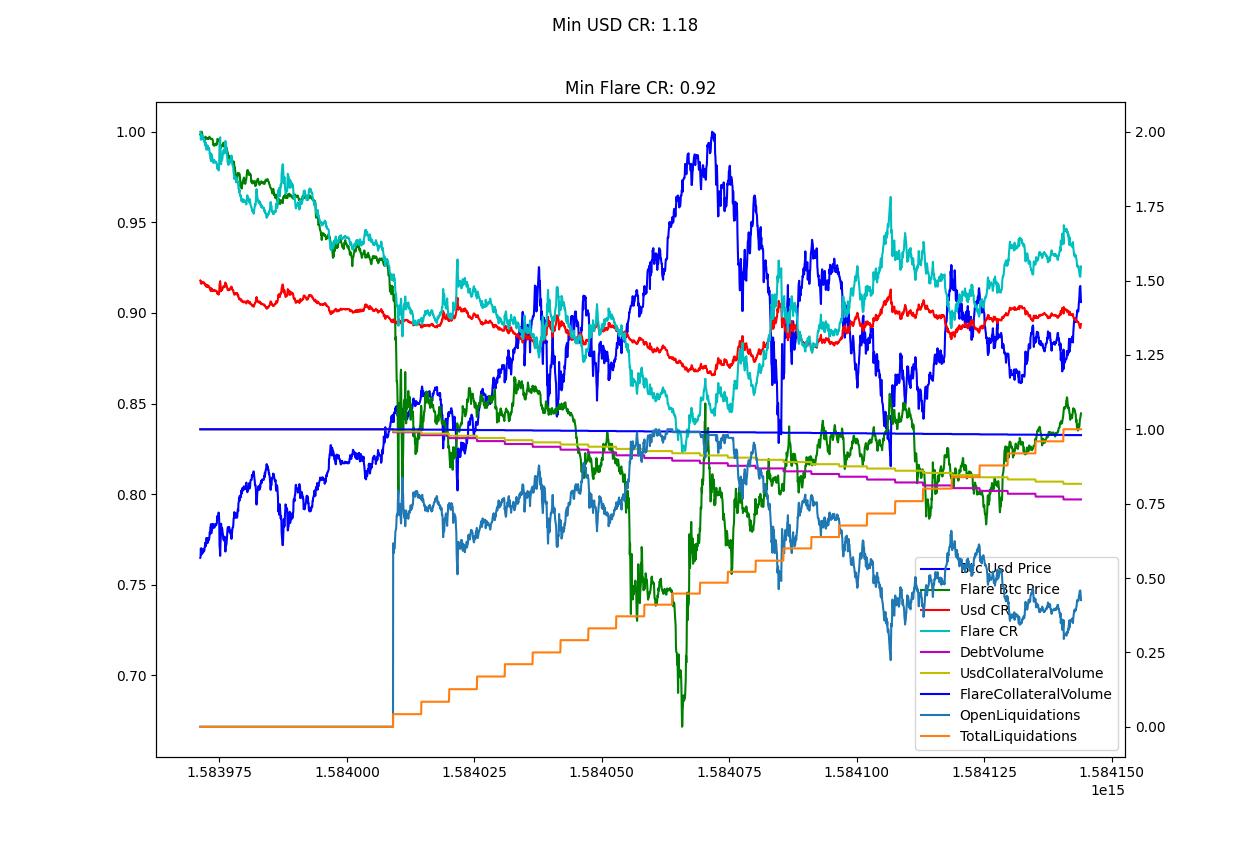 Min USD CR: 1.18
Min Flare CR: 0.92
1.00
0.95
0.90
0.85
0.80
0.75
0.70
2.00
1.75
1.50
1.25
1.00
0.75
0.50
0.25
0.00
Btc Usd Price
Flare Btc Price
Usd CR
Flare CR
DebtVolume
UsdCollateralVolume
FlareCollateralVolume
OpenLiquidations
TotalLiquidations
1.583975 1.584000 1.584025 1.584050 1.584075 1.584100 1.584125 1.584150
1e15